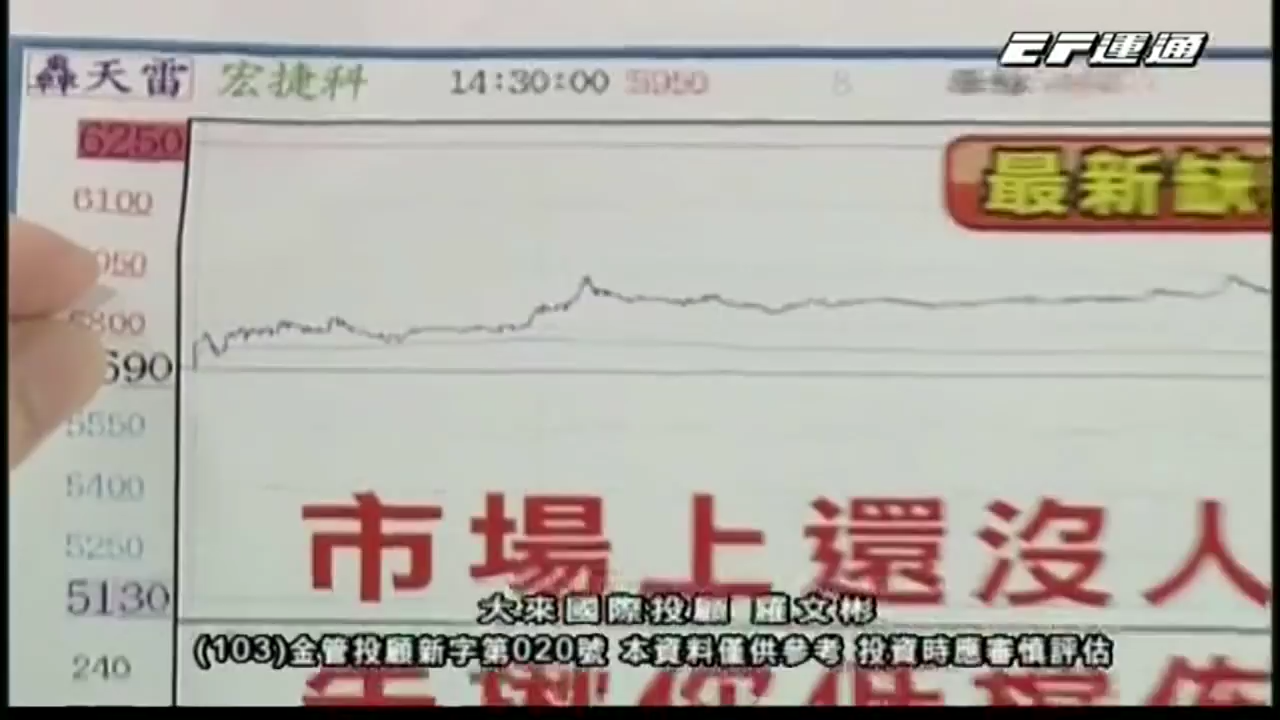 EF運通
轟天雷 宏捷科 14:30:00 5950 8
6250
最新缺
6100
5800
5550
5400
5250
市場上還沒人
5130
大來國際投顧 羅文彬
(103)金管投顧新字第020號 本資料僅供參考 投資時應審慎評估
240